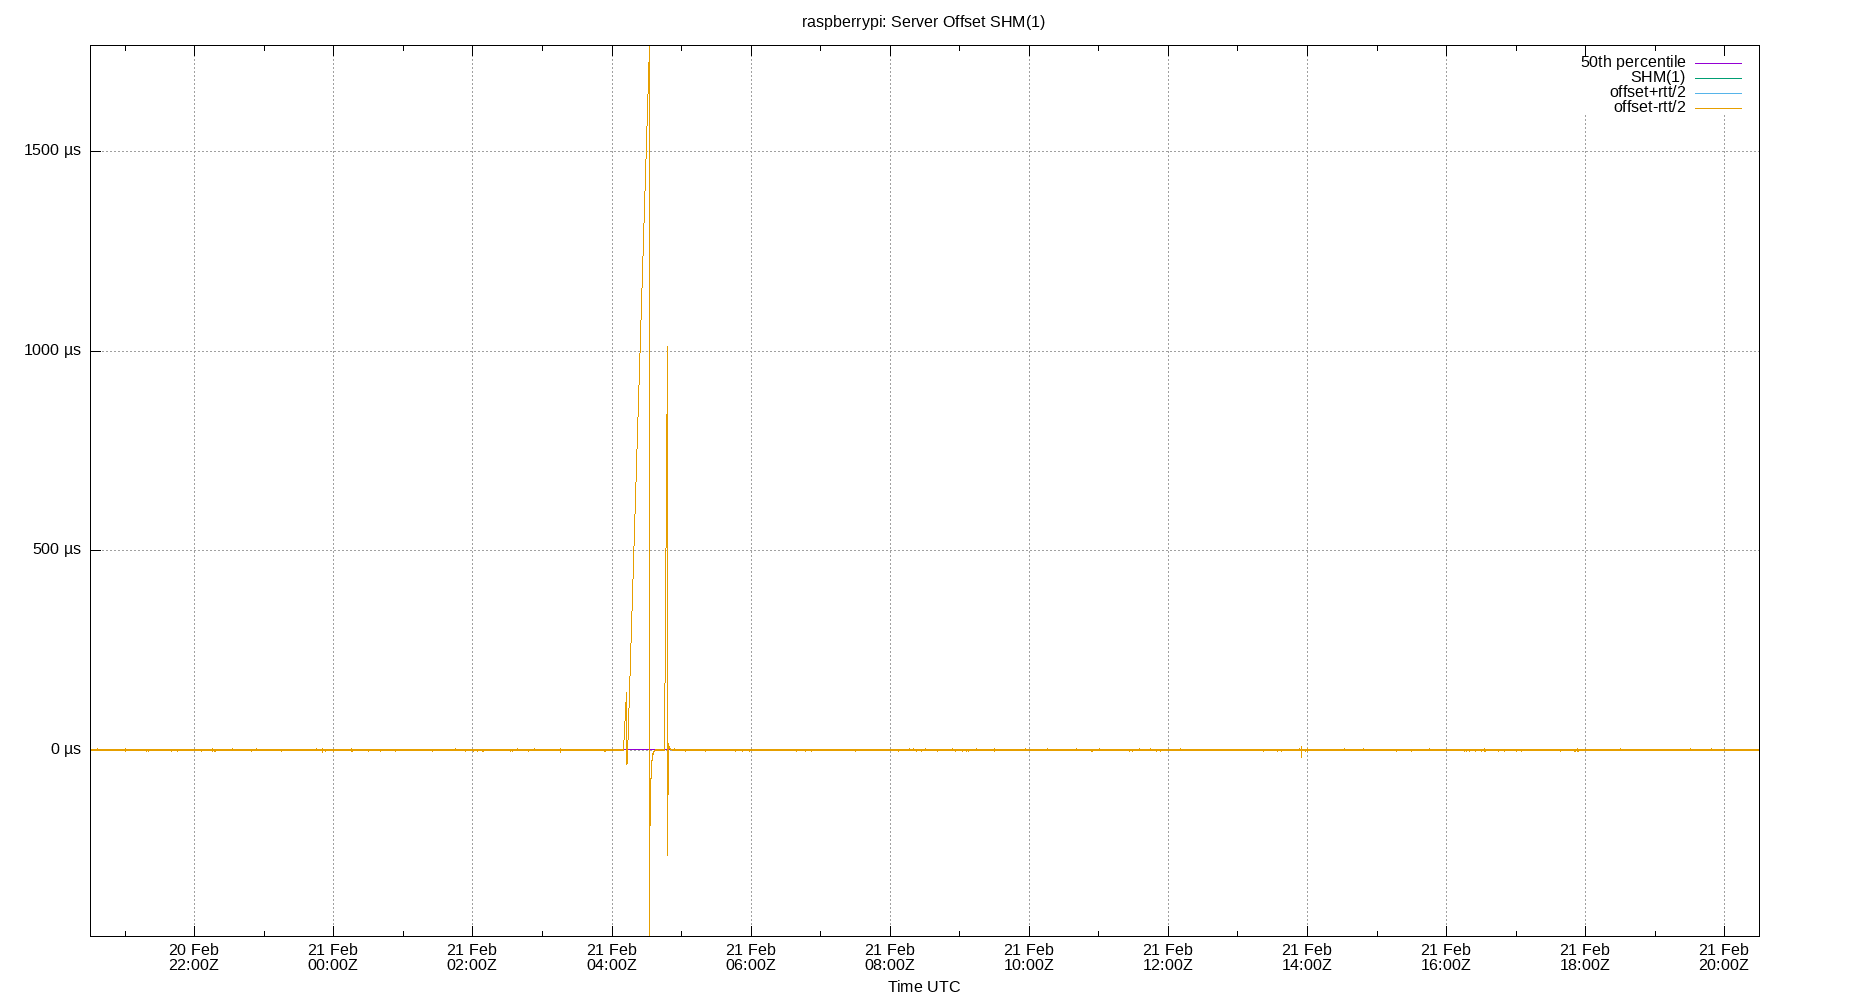 raspberrypi: Server Offset SHM(1)
50th percentile
SHM(1)
offset+rtt/2
offset-rtt/2
1500 µs
1000 µs
500 µs
0 µs
20 Feb 21 Feb 21 Feb 21 Feb 21 Feb 21 Feb 21 Feb 21 Feb 21 Feb 21 Feb 21 Feb 21 Feb
22:00Z 00:00Z 02:00Z 04:00Z 06:00Z 08:00Z 10:00Z 12:00Z 14:00Z 16:00Z 18:00Z 20:00Z
Time UTC